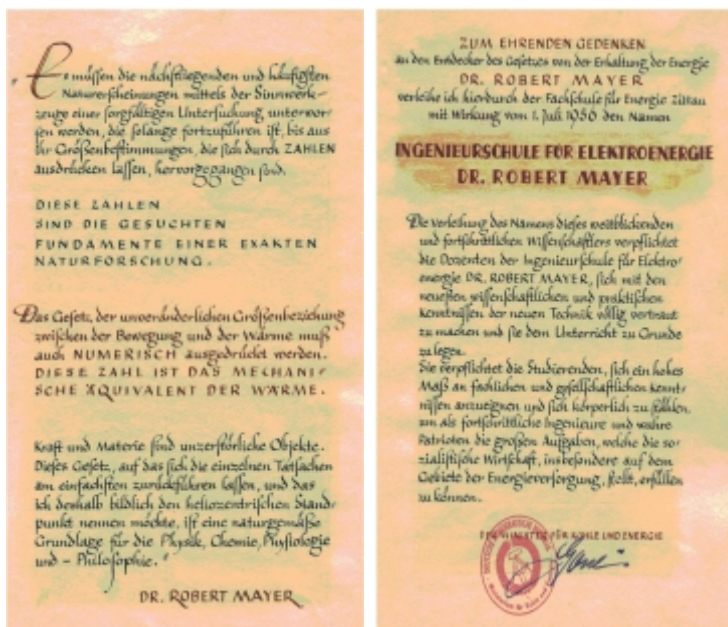 "Es müssen die nächstliegenden und häufigsten
Naturerscheinungen mittels der Sinnwerk-
zeuge einer sorgfältigen Untersuchung, unterwor-
fen werden, die solange fortzuführen ist, bis aus
ihr Größenbestimmungen, die sich durch ZAHLEN
ausdrücken lassen, hervorgegangen sind.
DIESE ZAHLEN
SIND DIE GESUCHTEN
FUNDAMENTE EINER EXAKTEN
NATURFORSCHUNG.
Das Gesetz, der unveränderlichen Größenbeziehung
zwischen der Bewegung und der Wärme muß
auch NUMERISCH ausgedrückt werden.
DIESE ZAHL IST DAS MECHANI-
SCHE ÄQUIVALENT DER WÄRME.
Kraft und Materie sind unzerstörliche Objekte.
Dieses Gesetz, auf das sich die einzelnen Tatsachen
am einfachsten zurückführen lassen, und das
ich deshalb bildlich den heliozentrischen Stand-
punkt nennen möchte, ist eine naturgemäße
Grundlage für die Physik, Chemie, Physiologie
und - Philosophie."
DR. ROBERT MAYER
ZUM EHRENDEN GEDENKEN
an den Entdecker des Gesetzes von der Erhaltung der Energie
DR. ROBERT MAYER
verleihe ich hierdurch der Fachschule für Energie Zittau
mit Wirkung vom 1. Juli 1956 den Namen
INGENIEURSCHULE FÜR ELEKTROENERGIE
DR. ROBERT MAYER
Die Verleihung des Namens dieses weitblickenden
und fortschrittlichen Wissenschaftlers verpflichtet
die Dozenten der Ingenieurschule für Elektro-
energie DR. ROBERT MAYER, sich mit den
neuesten wissenschaftlichen und praktischen
Kenntnissen der neuen Technik völlig vertraut
zu machen und sie dem Unterricht zu Grunde
zu legen.
Sie verpflichtet die Studierenden, sich ein hohes
Maß an fachlichen und gesellschaftlichen Kennt-
nissen anzueignen und sich körperlich zu stählen,
um als fortschrittliche Ingenieure und wahre
Patrioten die großen Aufgaben, welche die so-
zialistische Wirtschaft, insbesondere auf dem
Gebiete der Energieversorgung, stellt, erfüllen
zu können.
DER MINISTER FÜR KOHLE UND ENERGIE